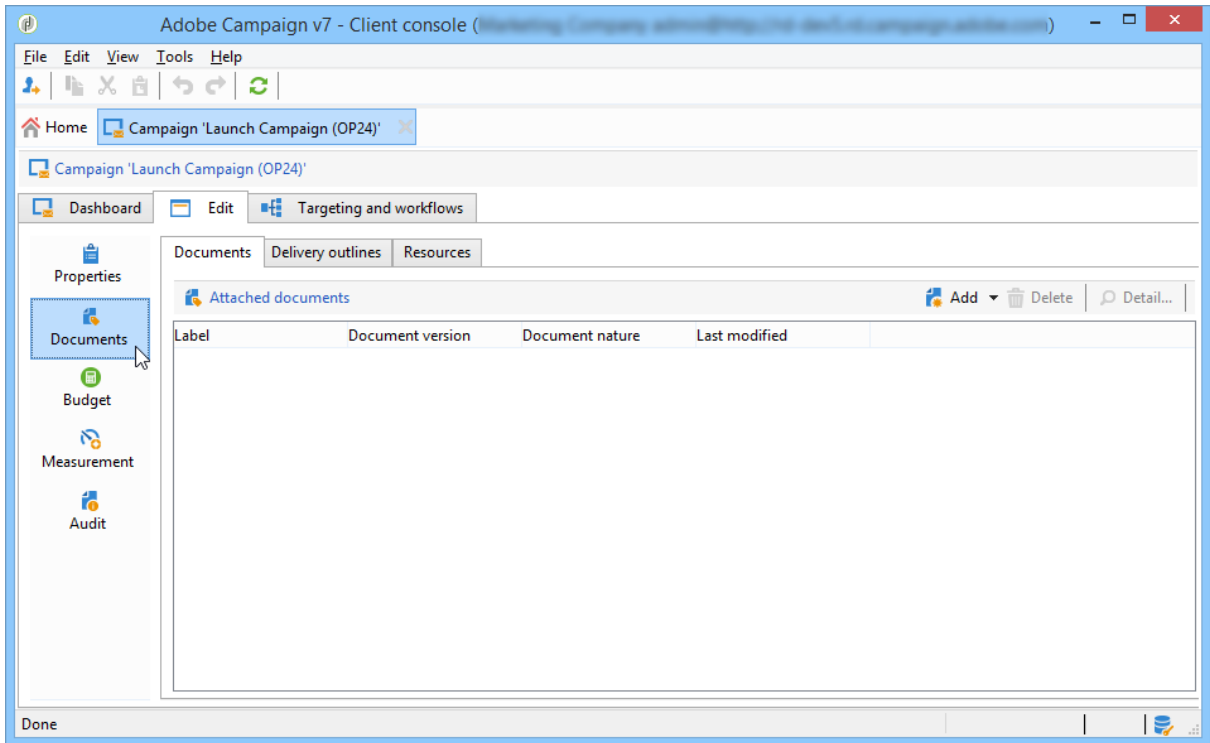 Adobe Campaign v7 - Client console (
File Edit View Tools Help
Home Campaign 'Launch Campaign (OP24)'
Campaign 'Launch Campaign (OP24)'
Dashboard Edit Targeting and workflows
Properties
Documents
Budget
Measurement
Audit
Documents Delivery outlines Resources
Attached documents Add Delete Detail...
Label Document version Document nature Last modified
Done